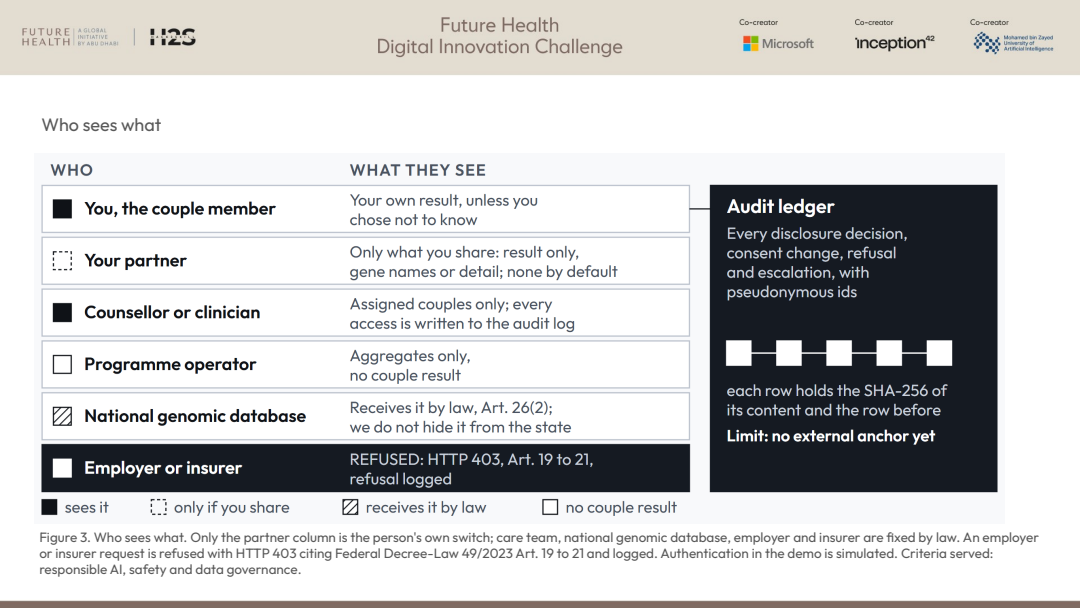 FUTURE
HEALTH
A GLOBAL
INITIATIVE
BY ABU DHABI
H2S
Future Health
Digital Innovation Challenge
Co-creator
Microsoft
Co-creator
inception42
Co-creator
Mohamed bin Zayed
University of
Artificial Intelligence
Who sees what
WHO
WHAT THEY SEE
You, the couple member
Your own result, unless you
chose not to know
Your partner
Only what you share: result only,
gene names or detail; none by default
Counsellor or clinician
Assigned couples only; every
access is written to the audit log
Programme operator
Aggregates only,
no couple result
National genomic database
Receives it by law, Art. 26(2);
we do not hide it from the state
Employer or insurer
REFUSED: HTTP 403, Art. 19 to 21,
refusal logged
Audit ledger
Every disclosure decision,
consent change, refusal
and escalation, with
pseudonymous ids
each row holds the SHA-256 of
its content and the row before
Limit: no external anchor yet
sees it
only if you share
receives it by law
no couple result
Figure 3. Who sees what. Only the partner column is the person's own switch; care team, national genomic database, employer and insurer are fixed by law. An employer
or insurer request is refused with HTTP 403 citing Federal Decree-Law 49/2023 Art. 19 to 21 and logged. Authentication in the demo is simulated. Criteria served:
responsible AI, safety and data governance.